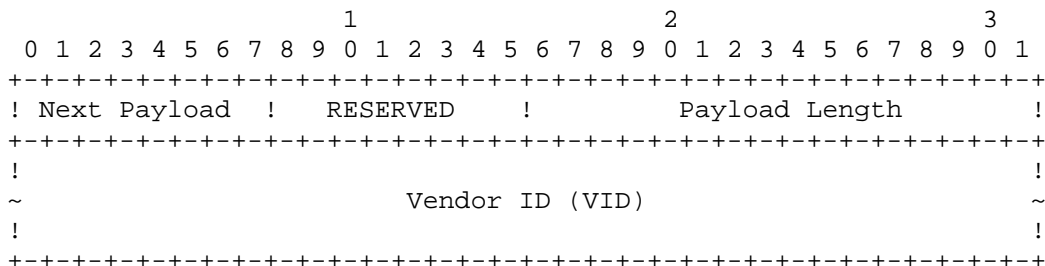 1                   2                   3
 0 1 2 3 4 5 6 7 8 9 0 1 2 3 4 5 6 7 8 9 0 1 2 3 4 5 6 7 8 9 0 1
+-+-+-+-+-+-+-+-+-+-+-+-+-+-+-+-+-+-+-+-+-+-+-+-+-+-+-+-+-+-+-+-+
! Next Payload  !   RESERVED    !         Payload Length        !
+-+-+-+-+-+-+-+-+-+-+-+-+-+-+-+-+-+-+-+-+-+-+-+-+-+-+-+-+-+-+-+-+
!                                                               !
~                        Vendor ID (VID)                        ~
!                                                               !
+-+-+-+-+-+-+-+-+-+-+-+-+-+-+-+-+-+-+-+-+-+-+-+-+-+-+-+-+-+-+-+-+